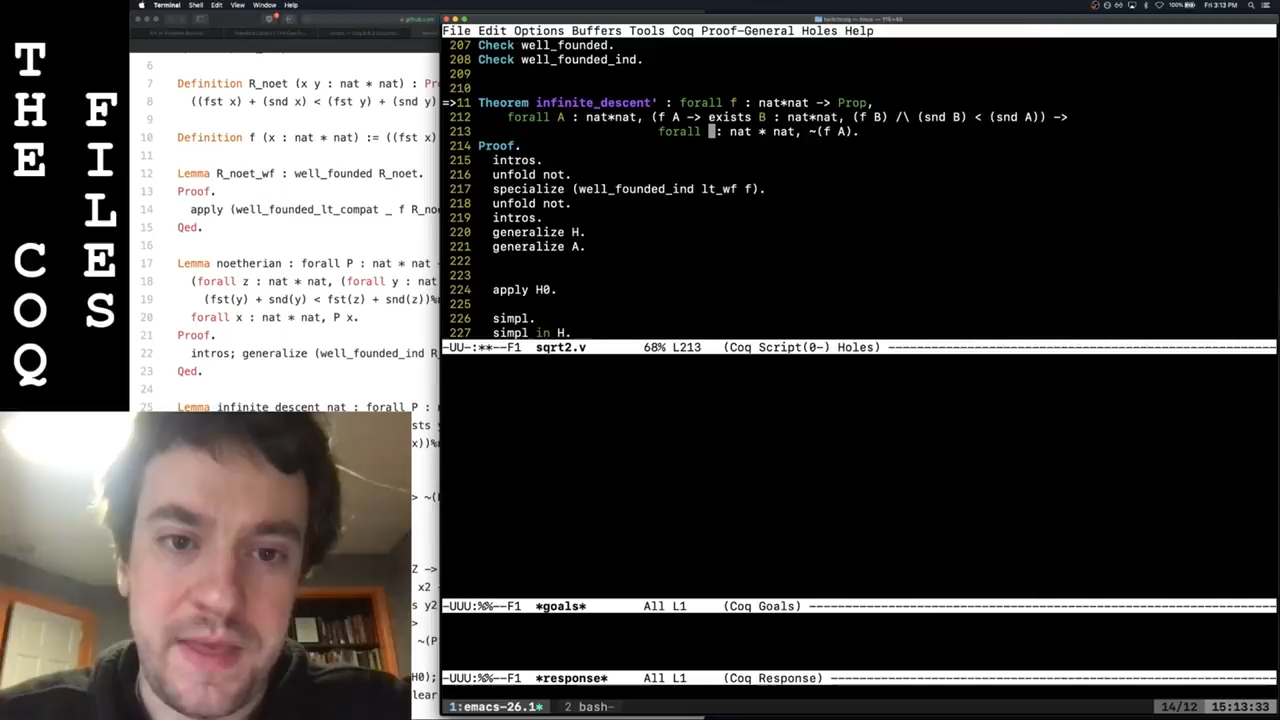 THE COQ
FILES
Terminal Shell Edit View Window Help
100% Fri 3:13 PM
github.com
6
7 Definition R_noet (x y : nat * nat) : Pr
8 ((fst x) + (snd x) < (fst y) + (snd y)
9
10 Definition f (x : nat * nat) := ((fst x)
11
12 Lemma R_noet_wf : well_founded R_noet.
13 Proof.
14 apply (well_founded_lt_compat _ f R_no
15 Qed.
16
17 Lemma noetherian : forall P : nat * nat
18 (forall z : nat * nat, (forall y : nat
19 (fst(y) + snd(y) < fst(z) + snd(z))%
20 forall x : nat * nat, P x.
21 Proof.
22 intros; generalize (well_founded_ind R
23 Qed.
24
25 Lemma infinite_descent_nat : forall P :
File Edit Options Buffers Tools Coq Proof-General Holes Help
207 Check well_founded.
208 Check well_founded_ind.
209
210
=>11 Theorem infinite_descent' : forall f : nat*nat -> Prop,
212 forall A : nat*nat, (f A -> exists B : nat*nat, (f B) /\ (snd B) < (snd A)) ->
213 forall : nat * nat, ~(f A).
214 Proof.
215 intros.
216 unfold not.
217 specialize (well_founded_ind lt_wf f).
218 unfold not.
219 intros.
220 generalize H.
221 generalize A.
222
223
224 apply H0.
225
226 simpl.
227 simpl in H.
-UU-:**--F1 sqrt2.v 68% L213 (Coq Script(0-) Holes)
-UUU:%%--F1 *goals* All L1 (Coq Goals)
-UUU:%%--F1 *response* All L1 (Coq Response)
1:emacs-26.1* 2 bash- 14/12 15:13:33